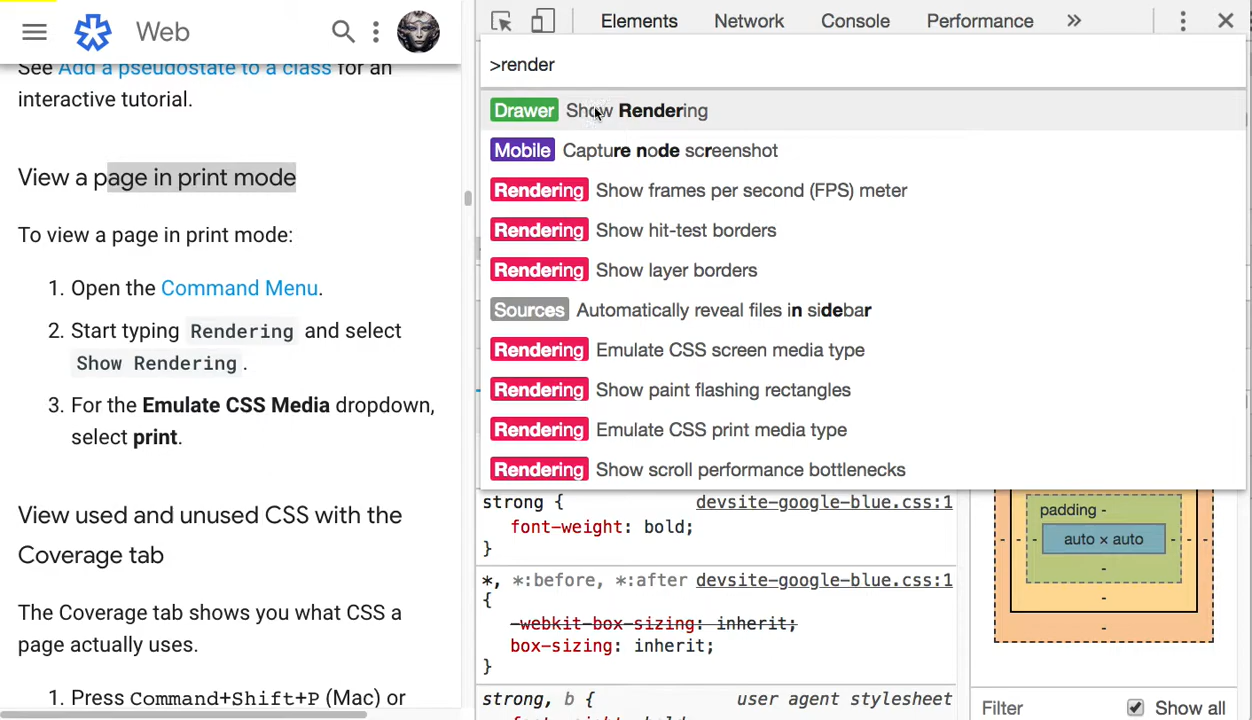 Web
See Add a pseudostate to a class for an
interactive tutorial.
View a page in print mode
To view a page in print mode:
1. Open the Command Menu.
2. Start typing Rendering and select
Show Rendering.
3. For the Emulate CSS Media dropdown,
select print.
View used and unused CSS with the
Coverage tab
The Coverage tab shows you what CSS a
page actually uses.
1. Press Command+Shift+P (Mac) or
Elements Network Console Performance »
>render
Drawer Show Rendering
Mobile Capture node screenshot
Rendering Show frames per second (FPS) meter
Rendering Show hit-test borders
Rendering Show layer borders
Sources Automatically reveal files in sidebar
Rendering Emulate CSS screen media type
Rendering Show paint flashing rectangles
Rendering Emulate CSS print media type
Rendering Show scroll performance bottlenecks
strong { devsite-google-blue.css:1
font-weight: bold;
}
*, *:before, *:after devsite-google-blue.css:1
{
-webkit-box-sizing: inherit;
box-sizing: inherit;
}
strong, b { user agent stylesheet
padding -
- - - auto × auto - - -
-
-
-
Filter Show all